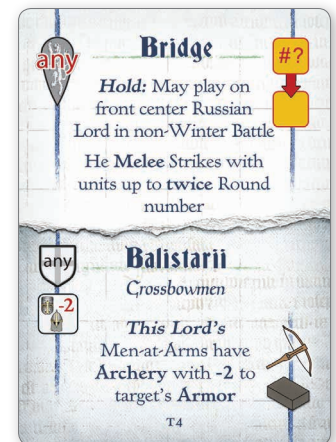 Bridge
any
#?
Hold: May play on
front center Russian
Lord in non-Winter Battle
He Melee Strikes with
units up to twice Round
number
any
Balistarii
-2
Crossbowmen
This Lord's
Men-at-Arms have
Archery with -2 to
target's Armor
T4